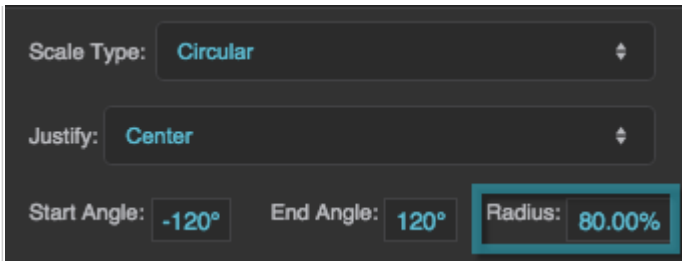 Scale Type: Circular
Justify: Center
Start Angle: -120° End Angle: 120° Radius: 80.00%